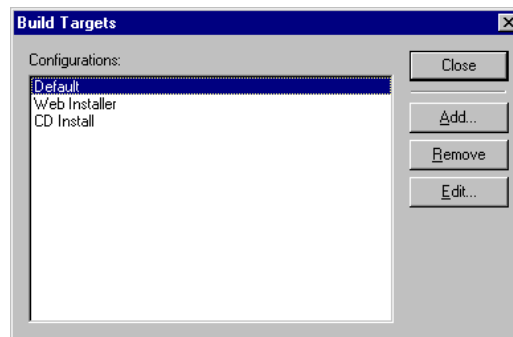 Build Targets
Configurations:
Default
Web Installer
CD Install
Close
Add...
Remove
Edit...